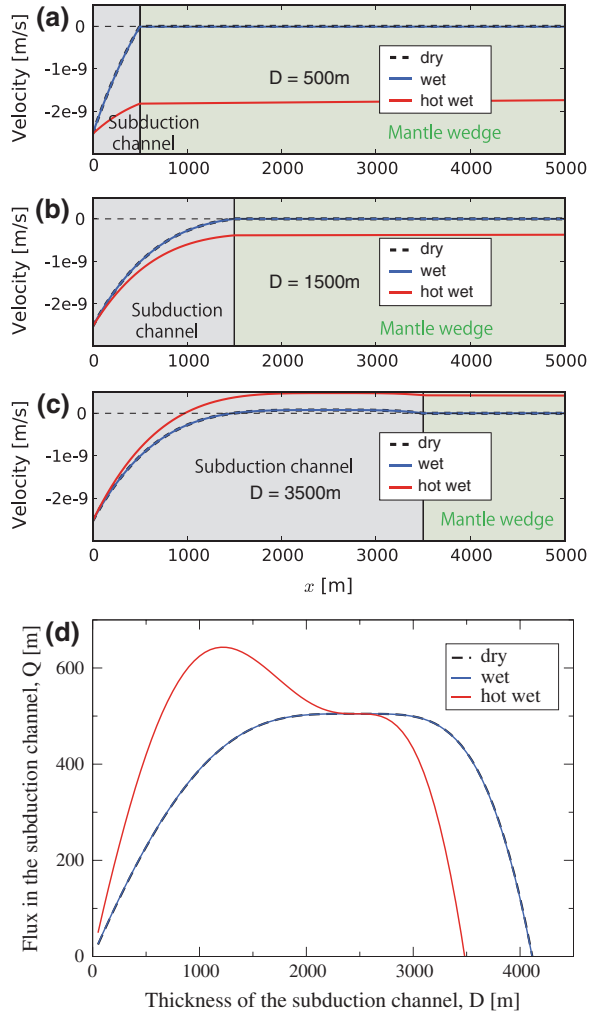 (a)
Velocity [m/s]
0
-1e-9
-2e-9
D = 500m
dry
wet
hot wet
Subduction
channel
Mantle wedge
0 1000 2000 3000 4000 5000
(b)
Velocity [m/s]
0
-1e-9
-2e-9
D = 1500m
dry
wet
hot wet
Subduction
channel
Mantle wedge
0 1000 2000 3000 4000 5000
(c)
Velocity [m/s]
0
-1e-9
-2e-9
Subduction channel
D = 3500m
dry
wet
hot wet
Mantle wedge
0 1000 2000 3000 4000 5000
x [m]
(d)
Flux in the subduction channel, Q [m]
600
400
200
0
dry
wet
hot wet
0 1000 2000 3000 4000
Thickness of the subduction channel, D [m]